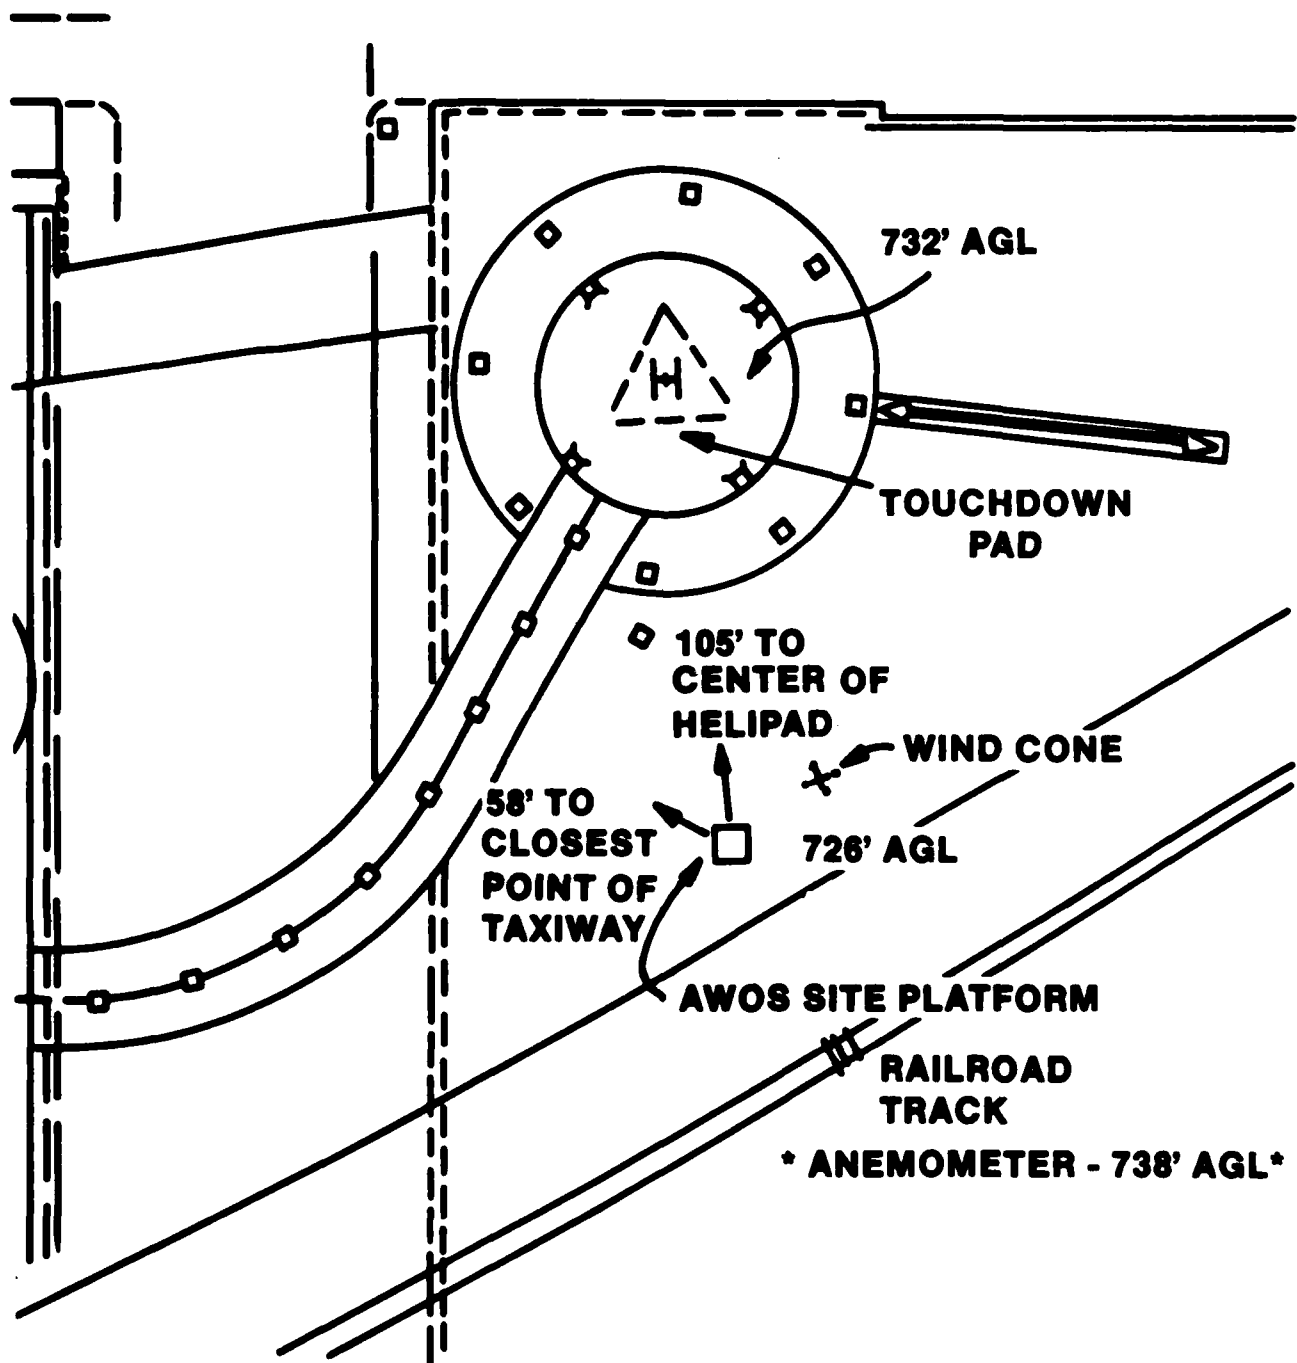 732' AGL
H
TOUCHDOWN
PAD
105' TO
CENTER OF
HELIPAD
WIND CONE
58' TO
CLOSEST
POINT OF
TAXIWAY
726' AGL
AWOS SITE PLATFORM
RAILROAD
TRACK
* ANEMOMETER - 738' AGL*